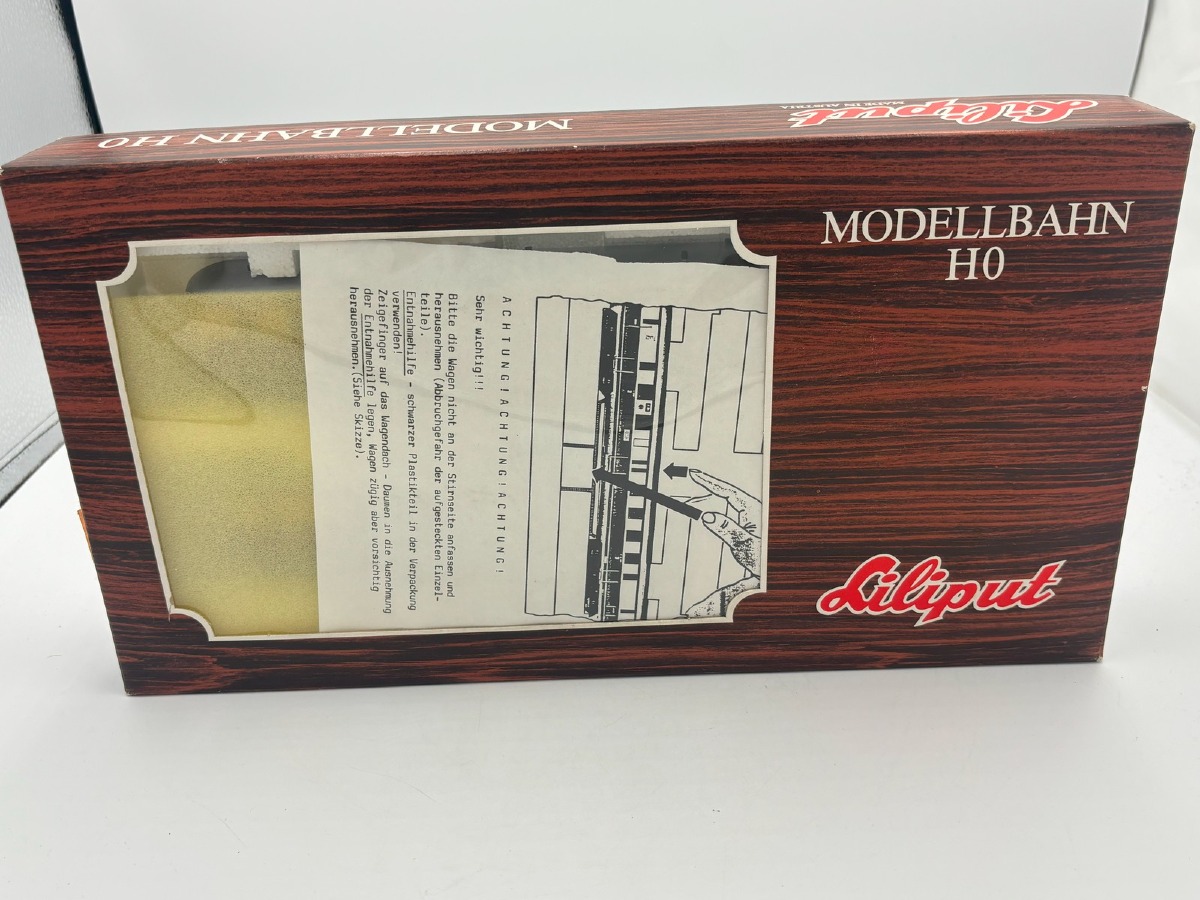 MODELLBAHN H0
Liliput
MADE IN AUSTRIA
MODELLBAHN
H0
ACHTUNG!ACHTUNG!ACHTUNG!
Sehr wichtig!!!
Bitte die Wagen nicht an der Stirnseite anfassen und
herausnehmen (Abbruchgefahr der aufgesteckten Einzel-
teile).
Entnahmehilfe - schwarzer Plastikteil in der Verpackung
verwenden!
Zeigefinger auf das Wagendach - Daumen in die Ausnehmung
der Entnahmehilfe legen, Wagen zügig aber vorsichtig
herausnehmen.(Siehe Skizze).
Liliput